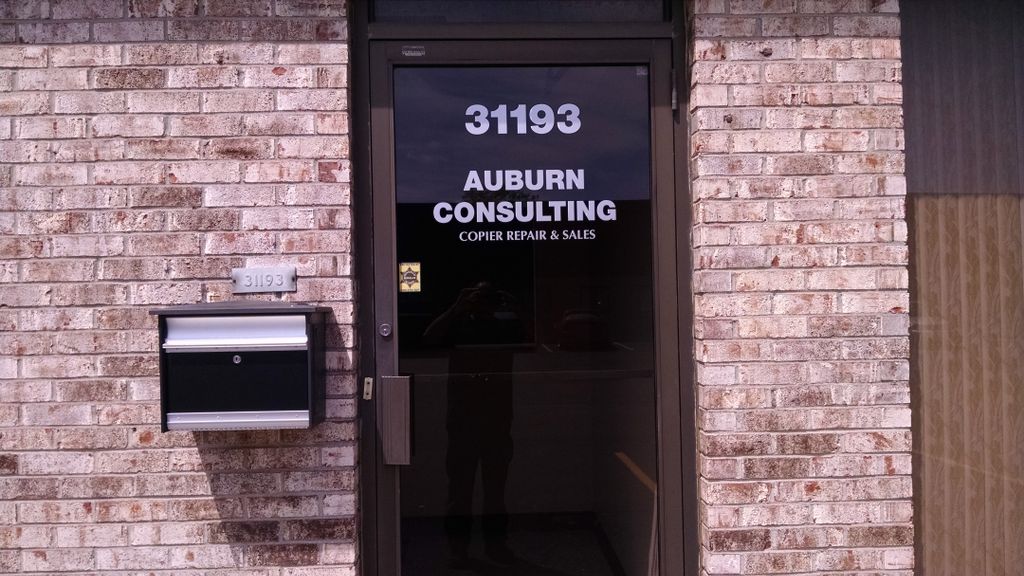 31193
AUBURN
CONSULTING
COPIER REPAIR & SALES
31193